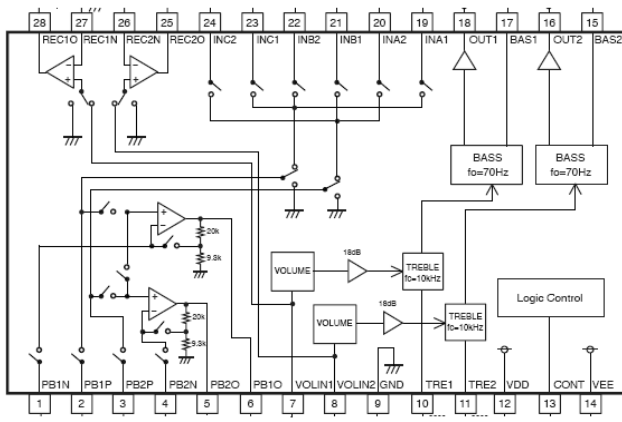 28 27 26 25 24 23 22 21 20 19 18 17 16 15
REC1O REC1N REC2N REC2O INC2 INC1 INB2 INB1 INA2 INA1 OUT1 BAS1 OUT2 BAS2
BASS
fo=70Hz
BASS
fo=70Hz
20k
9.3k
VOLUME
18dB
TREBLE
fc=10kHz
20k
9.3k
VOLUME
18dB
TREBLE
fc=10kHz
Logic Control
PB1N PB1P PB2P PB2N PB2O PB1O VOLIN1 VOLIN2 GND TRE1 TRE2 VDD CONT VEE
1 2 3 4 5 6 7 8 9 10 11 12 13 14